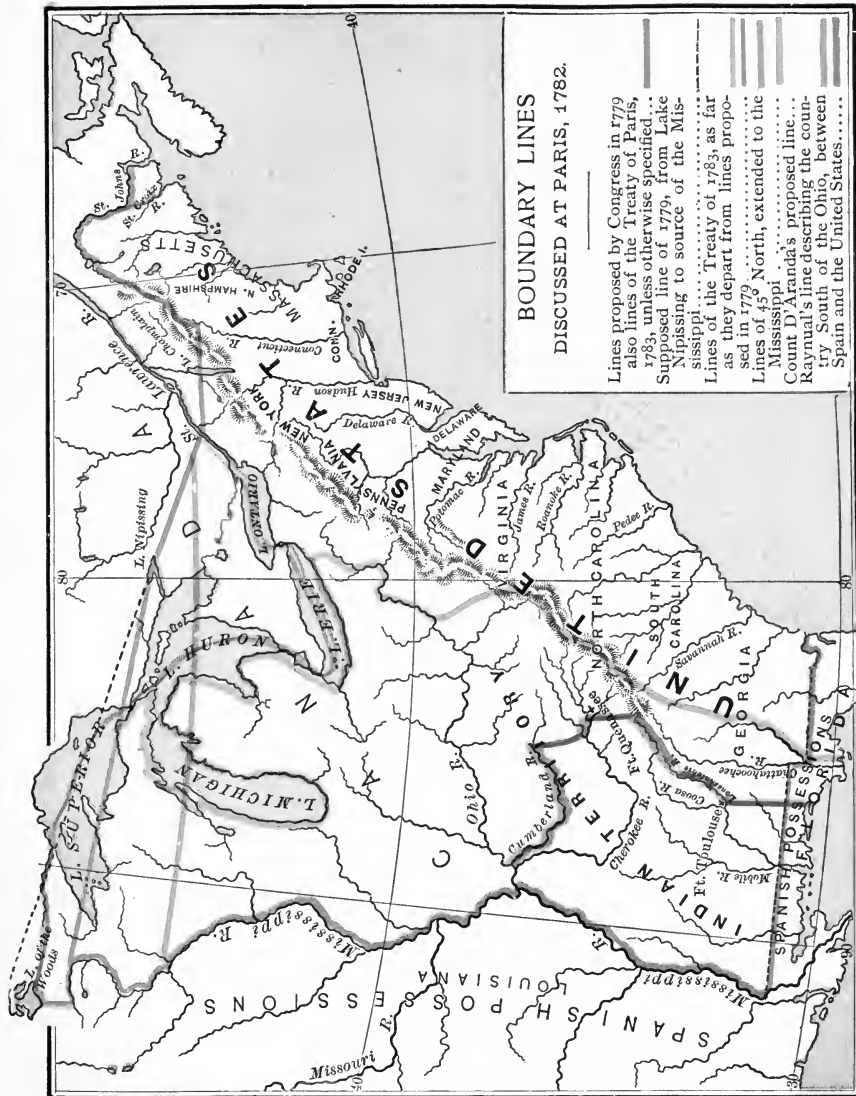 BOUNDARY LINES
DISCUSSED AT PARIS, 1782.
Lines proposed by Congress in 1779
also lines of the Treaty of Paris,
1783, unless otherwise specified...
Supposed line of 1779, from Lake
Nipissing to source of the Mis-
sissippi
Lines of the Treaty of 1783, as far
as they depart from lines propo-
sed in 1779
Lines of 45° North, extended to the
Mississippi
Count D'Aranda's proposed line...
Raynual's line describing the coun-
try South of the Ohio, between
Spain and the United States......
70
40
80
90
80
90
30
St. Johns R.
St. Croix R.
MASSACHUSETTS
N. HAMPSHIRE
RHODE I.
CONN.
Connecticut R.
L. Champlain
St. Lawrence R.
NEW YORK
Hudson R.
NEW JERSEY
PENNSYLVANIA
Delaware R.
DELAWARE
MARYLAND
Potomac R.
VIRGINIA
James R.
Roanoke R.
NORTH CAROLINA
Pedee R.
SOUTH CAROLINA
Savannah R.
GEORGIA
UNITED STATES
CANADA
L. Nipissing
L. ONTARIO
L. ERIE
L. HURON
L. MICHIGAN
L. SUPERIOR
L. of the Woods
Ohio R.
Cumberland R.
Cherokee R.
INDIAN TERRITORY
Ft. Toulouse
Coosa R.
Chattahoochee R.
Mobile R.
SPANISH POSSESSIONS
FLORIDA
Mississippi R.
Mississippi R.
Missouri R.
SPANISH POSSESSIONS
LOUISIANA